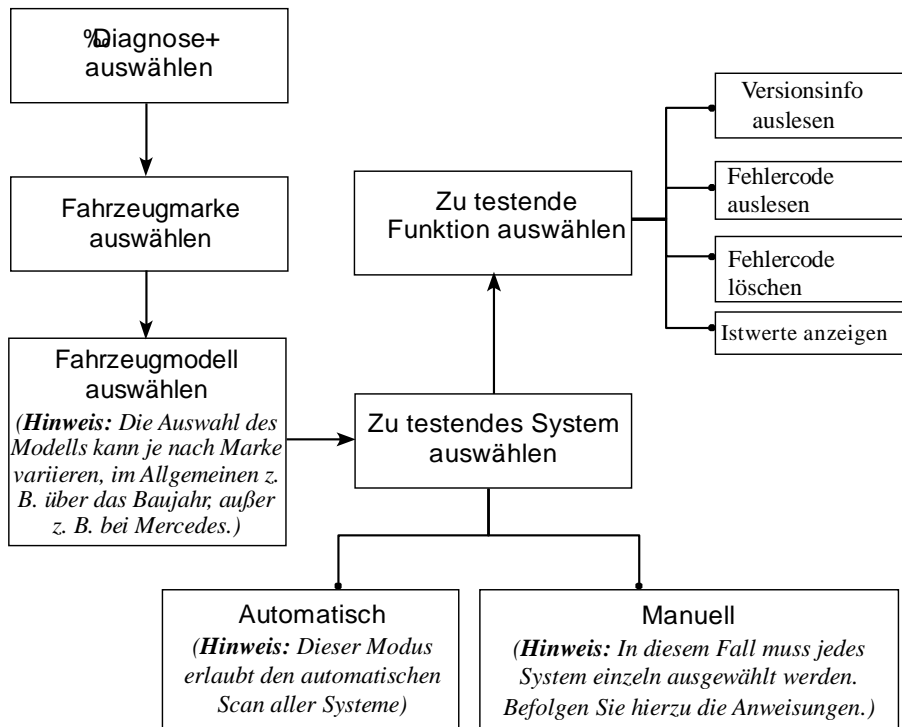 ‰Diagnose+
auswählen
Fahrzeugmarke
auswählen
Fahrzeugmodell
auswählen
(Hinweis: Die Auswahl des
Modells kann je nach Marke
variieren, im Allgemeinen z.
B. über das Baujahr, außer
z. B. bei Mercedes.)
Zu testendes System
auswählen
Automatisch
(Hinweis: Dieser Modus
erlaubt den automatischen
Scan aller Systeme)
Manuell
(Hinweis: In diesem Fall muss jedes
System einzeln ausgewählt werden.
Befolgen Sie hierzu die Anweisungen.)
Zu testende
Funktion auswählen
Versionsinfo
auslesen
Fehlercode
auslesen
Fehlercode
löschen
Istwerte anzeigen